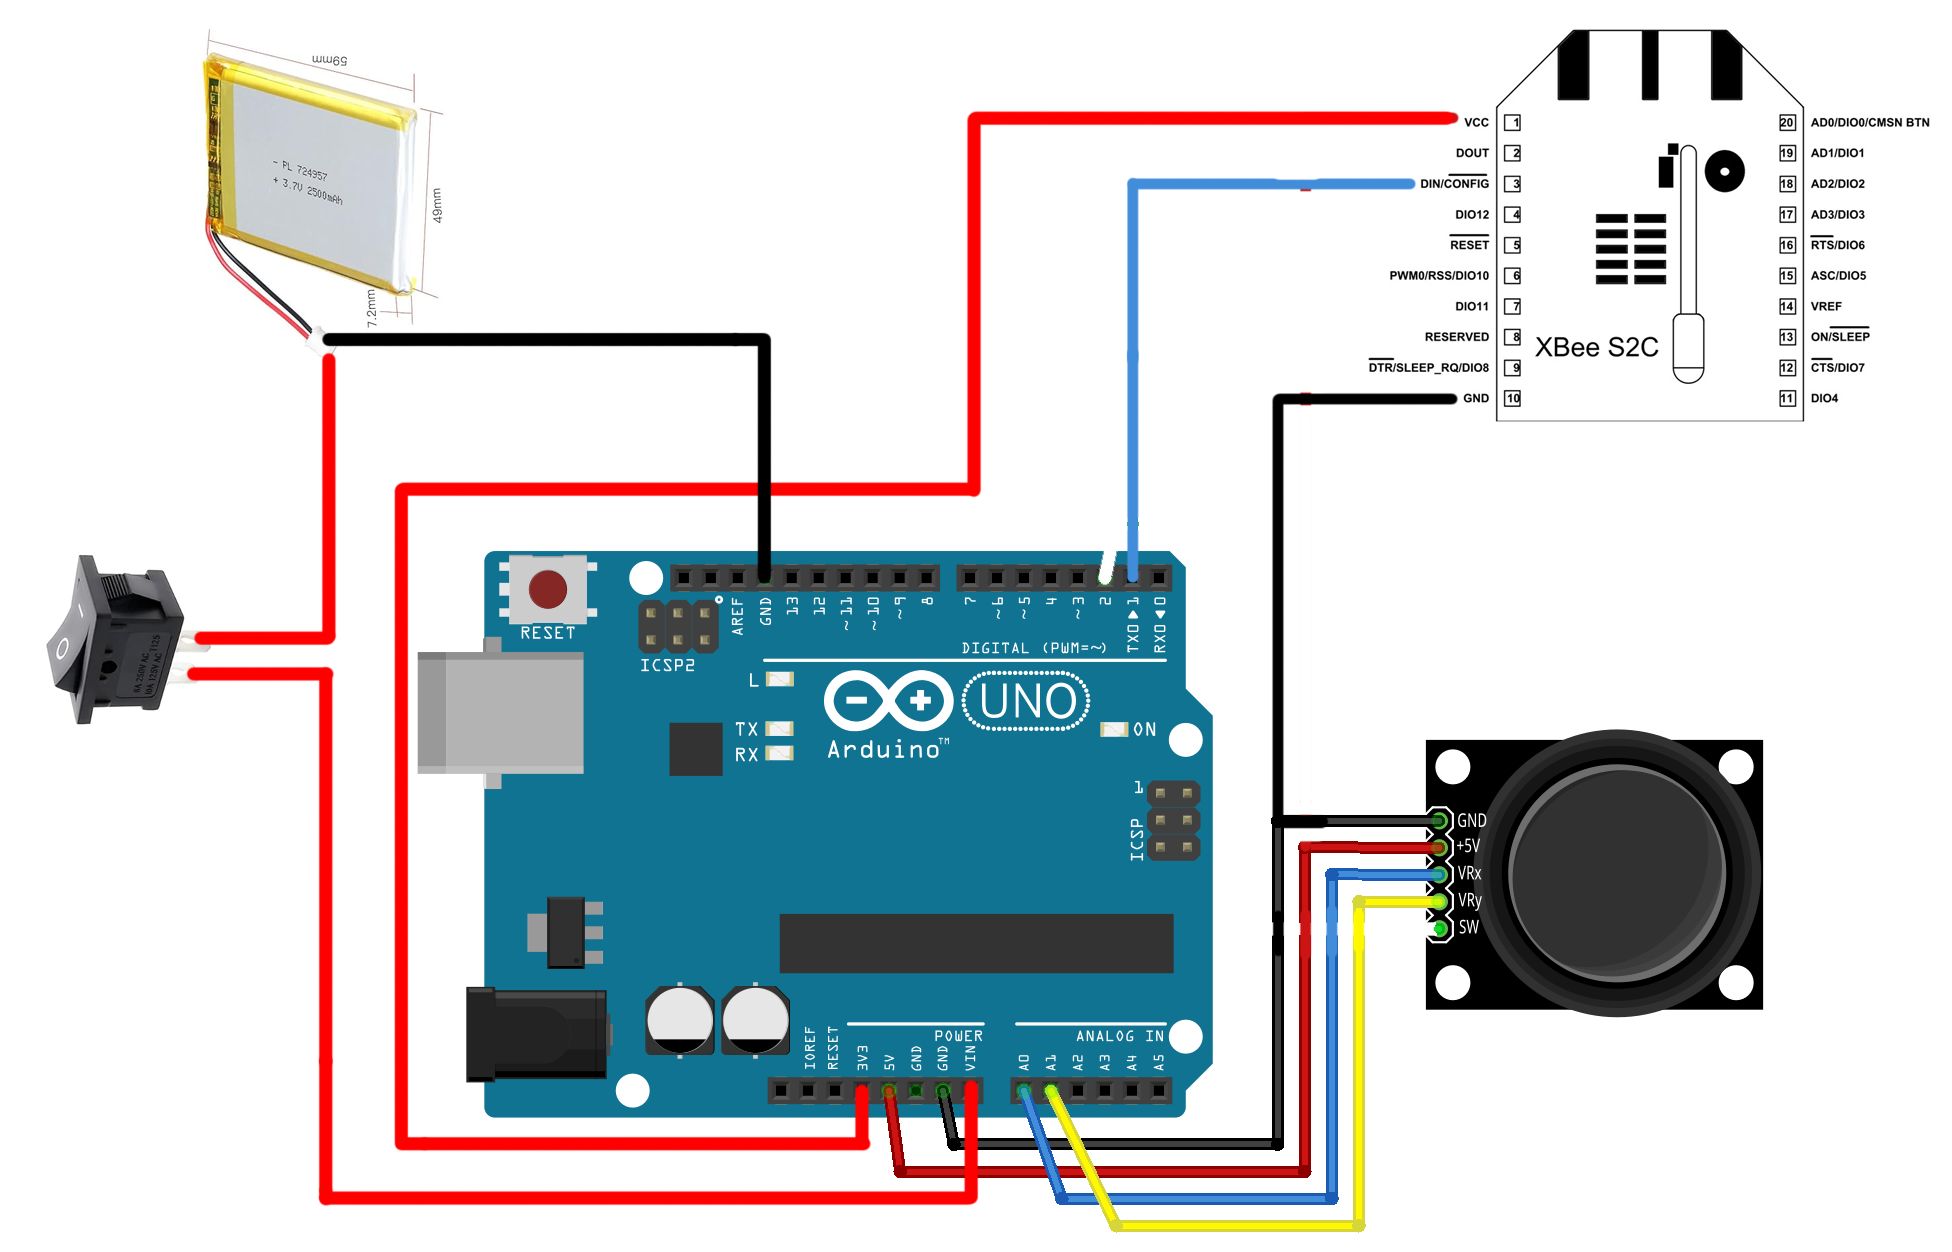 59mm
- PL 724957
+ 3.7V 2500mAh
49mm
7.2mm
VCC 1
DOUT 2
DIN/CONFIG 3
DIO12 4
RESET 5
PWM0/RSS/DIO10 6
DIO11 7
RESERVED 8
DTR/SLEEP_RQ/DIO8 9
GND 10
20 AD0/DIO0/CMSN BTN
19 AD1/DIO1
18 AD2/DIO2
17 AD3/DIO3
16 RTS/DIO6
15 ASC/DIO5
14 VREF
13 ON/SLEEP
12 CTS/DIO7
11 DIO4
XBee S2C
RESET
ICSP2
AREF
GND
13
12
~11
~10
~9
8
7
~6
~5
4
~3
2
TX0 1
RX0 0
DIGITAL (PWM=~)
L
TX
RX
Arduino™
UNO
ON
1
ICSP
IOREF
RESET
3V3
5V
GND
GND
VIN
POWER
ANALOG IN
A0
A1
A2
A3
A4
A5
GND
+5V
VRx
VRy
SW
8A 250V AC
10A 125V AC